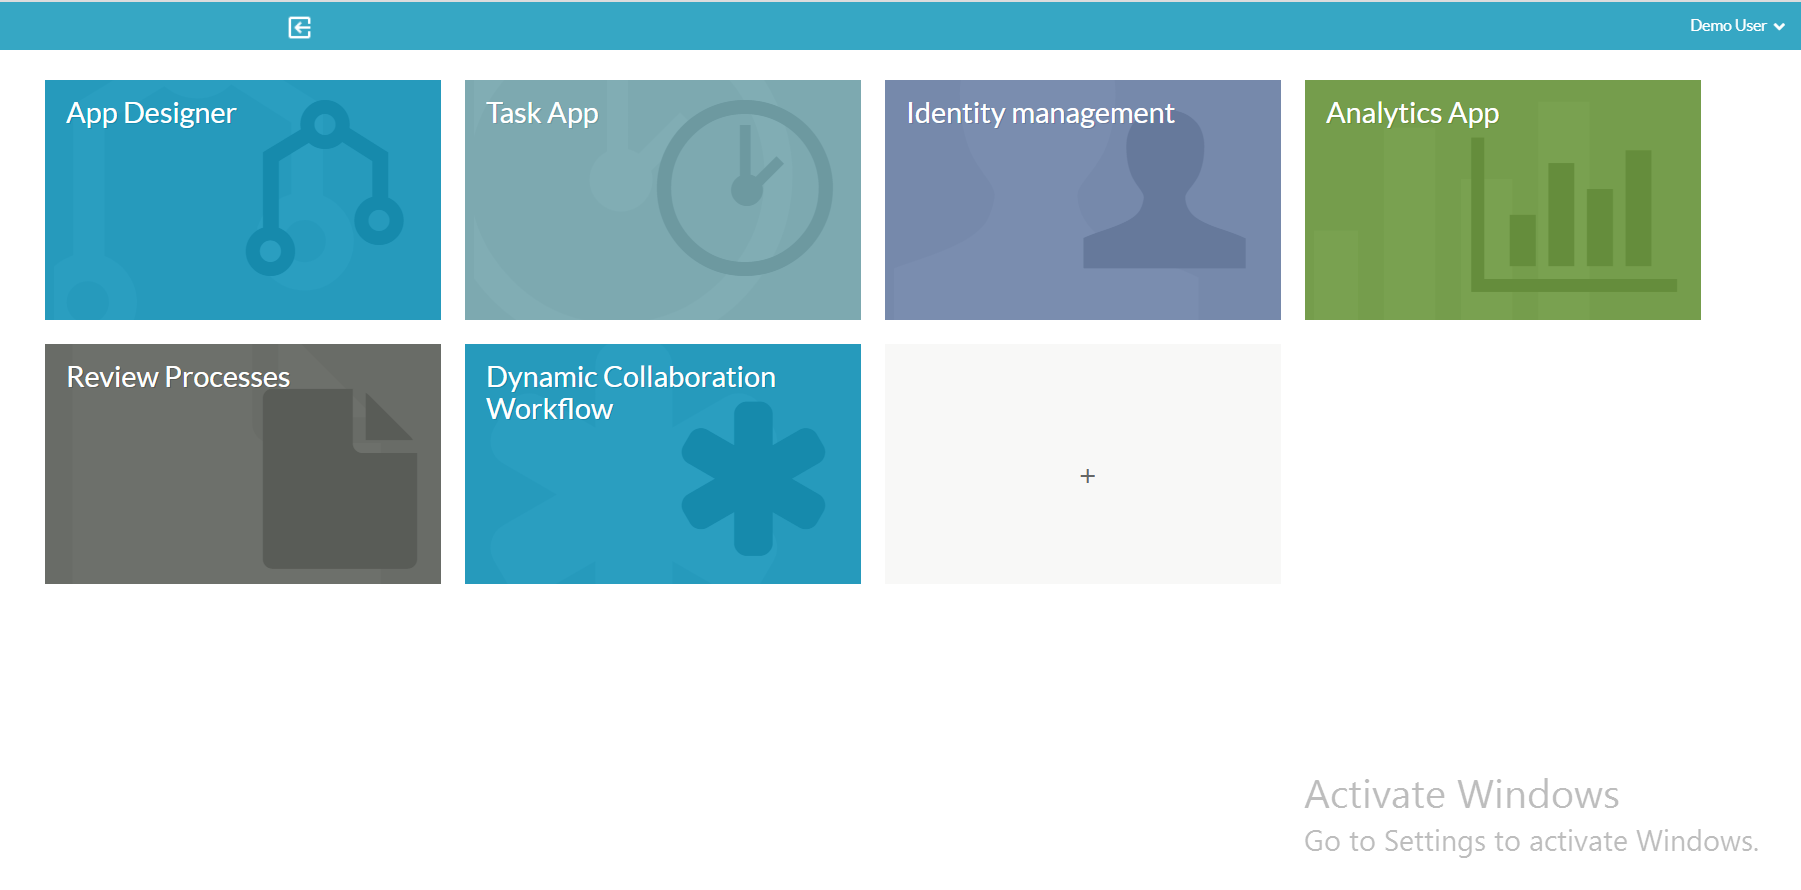 Demo User
App Designer
Task App
Identity management
Analytics App
Review Processes
Dynamic Collaboration
Workflow
+
Activate Windows
Go to Settings to activate Windows.